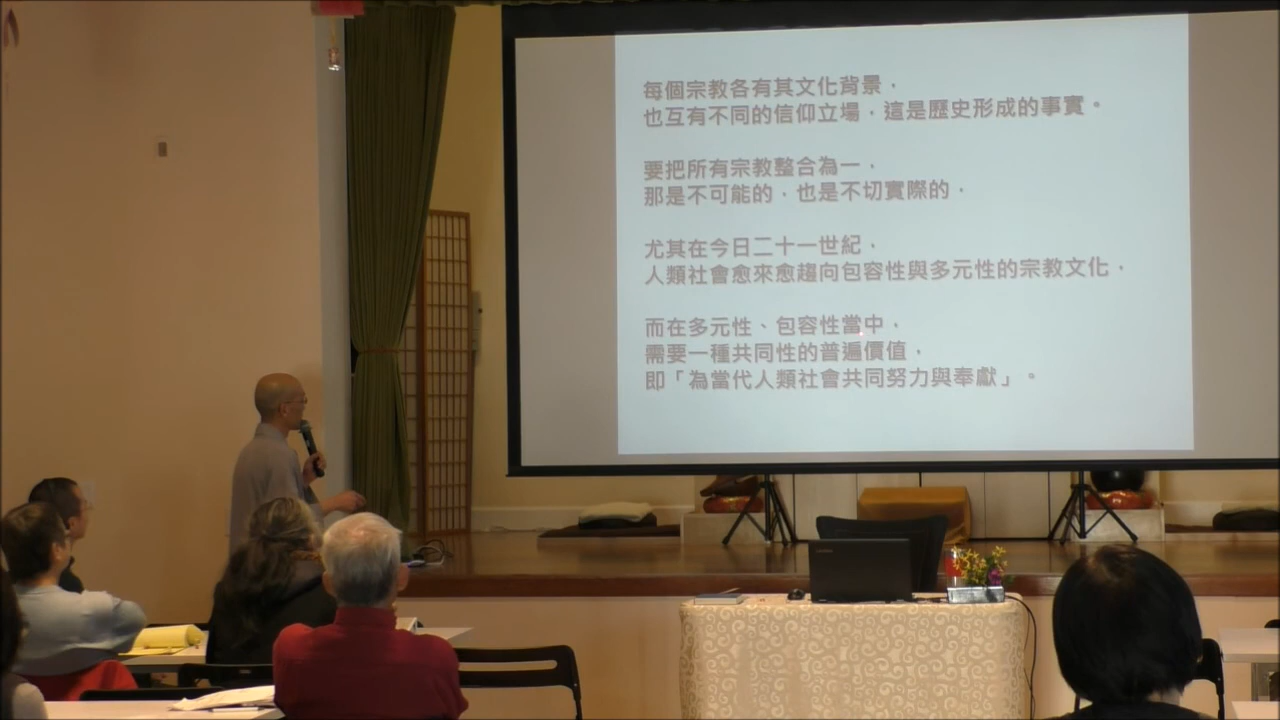 每個宗教各有其文化背景，
也互有不同的信仰立場，這是歷史形成的事實。
要把所有宗教整合為一，
那是不可能的，也是不切實際的，
尤其在今日二十一世紀，
人類社會愈來愈趨向包容性與多元性的宗教文化，
而在多元性、包容性當中，
需要一種共同性的普遍價值，
即「為當代人類社會共同努力與奉獻」。